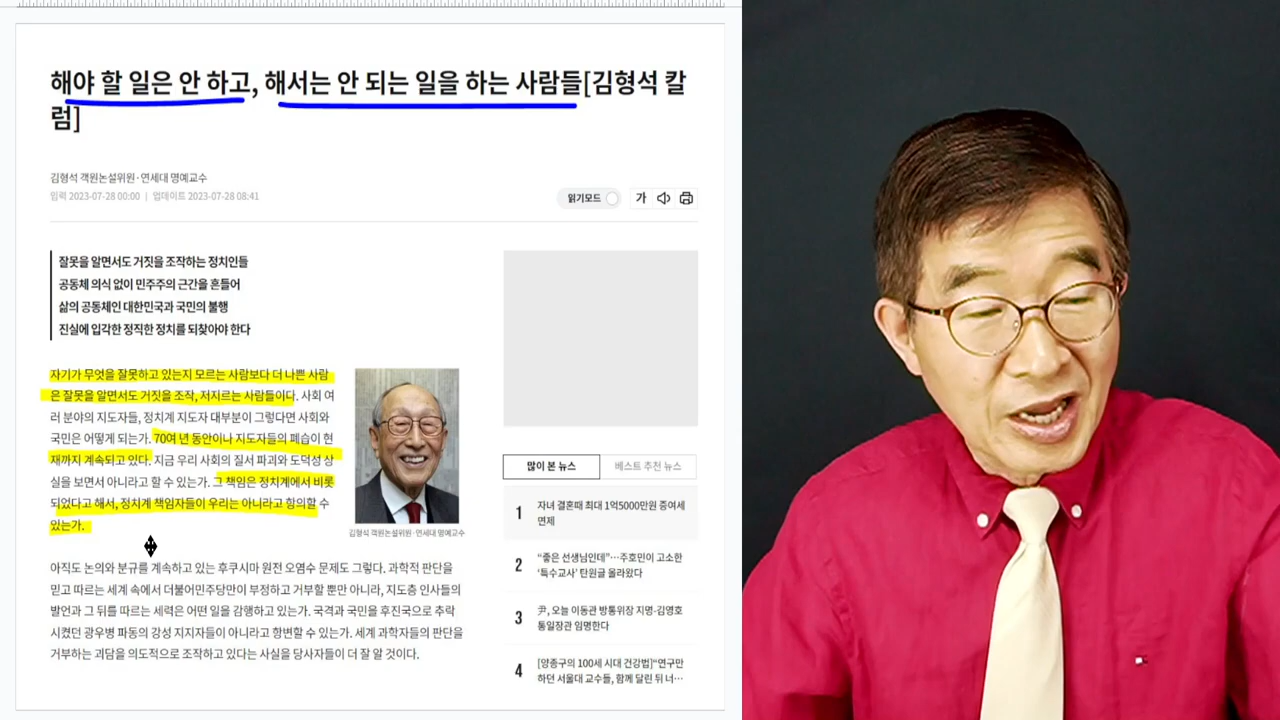 해야 할 일은 안 하고, 해서는 안 되는 일을 하는 사람들[김형석 칼
럼]
김형석 객원논설위원·연세대 명예교수
입력 2023-07-28 00:00 | 업데이트 2023-07-28 08:41
읽기모드
가
잘못을 알면서도 거짓을 조작하는 정치인들
공동체 의식 없이 민주주의 근간을 흔들어
삶의 공동체인 대한민국과 국민의 불행
진실에 입각한 정직한 정치를 되찾아야 한다
자기가 무엇을 잘못하고 있는지 모르는 사람보다 더 나쁜 사람
은 잘못을 알면서도 거짓을 조작, 저지르는 사람들이다. 사회 여
러 분야의 지도자들, 정치계 지도자 대부분이 그렇다면 사회와
국민은 어떻게 되는가. 70여 년 동안이나 지도자들의 폐습이 현
재까지 계속되고 있다. 지금 우리 사회의 질서 파괴와 도덕성 상
실을 보면서 아니라고 할 수 있는가. 그 책임은 정치계에서 비롯
되었다고 해서, 정치계 책임자들이 우리는 아니라고 항의할 수
있는가.
김형석 객원논설위원·연세대 명예교수
아직도 논의와 분규를 계속하고 있는 후쿠시마 원전 오염수 문제도 그렇다. 과학적 판단을
믿고 따르는 세계 속에서 더불어민주당만이 부정하고 거부할 뿐만 아니라, 지도층 인사들의
발언과 그 뒤를 따르는 세력은 어떤 일을 감행하고 있는가. 국격과 국민을 후진국으로 추락
시켰던 광우병 파동의 강성 지지자들이 아니라고 항변할 수 있는가. 세계 과학자들의 판단을
거부하는 괴담을 의도적으로 조작하고 있다는 사실을 당사자들이 더 잘 알 것이다.
많이 본 뉴스
베스트 추천 뉴스
1 자녀 결혼때 최대 1억5000만원 증여세
면제
2 “좋은 선생님인데”…주호민이 고소한
‘특수교사’ 탄원글 올라왔다
3 尹, 오늘 이동관 방통위장 지명-김영호
통일장관 임명한다
4 [양종구의 100세 시대 건강법]“연구만
하던 서울대 교수들, 함께 달린 뒤 너…